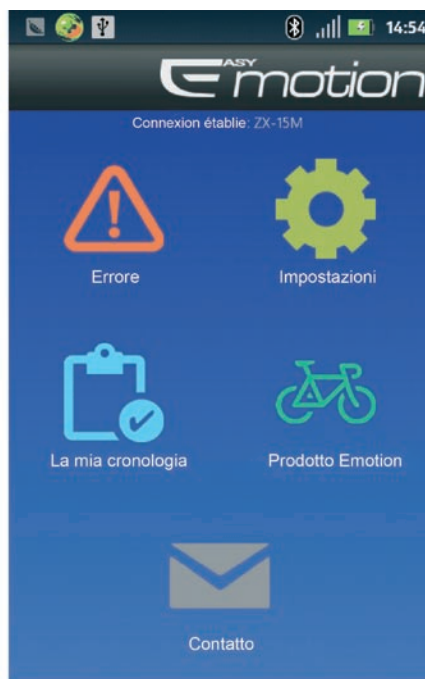 14:54
EASY
motion
Connexion établie: ZX-15M
Errore
Impostazioni
La mia cronologia
Prodotto Emotion
Contatto